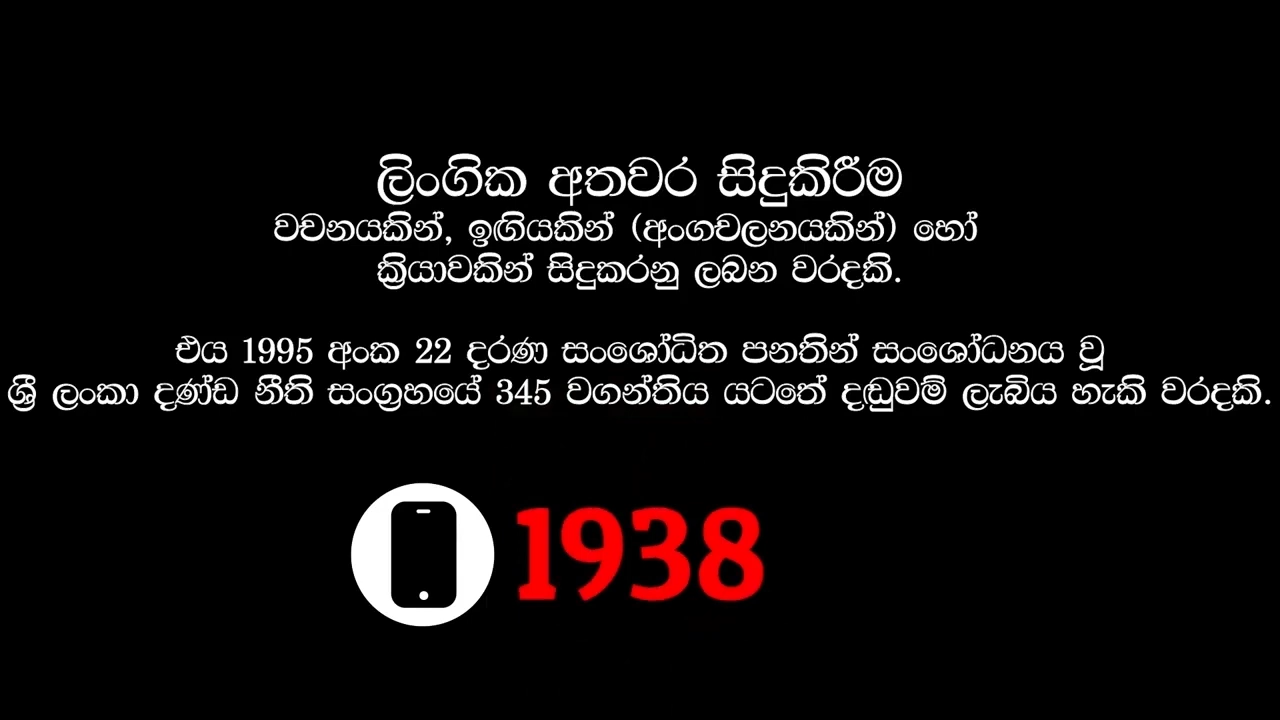 ලිංගික අතවර සිදුකිරීම
වචනයකින්, ඉඟියකින් (අංගචලනයකින්) හෝ
ක්‍රියාවකින් සිදුකරනු ලබන වරදකි.
එය 1995 අංක 22 දරණ සංශෝධිත පනතින් සංශෝධනය වූ
ශ්‍රී ලංකා දණ්ඩ නීති සංග්‍රහයේ 345 වගන්තිය යටතේ දඬුවම් ලැබිය හැකි වරදකි.
1938